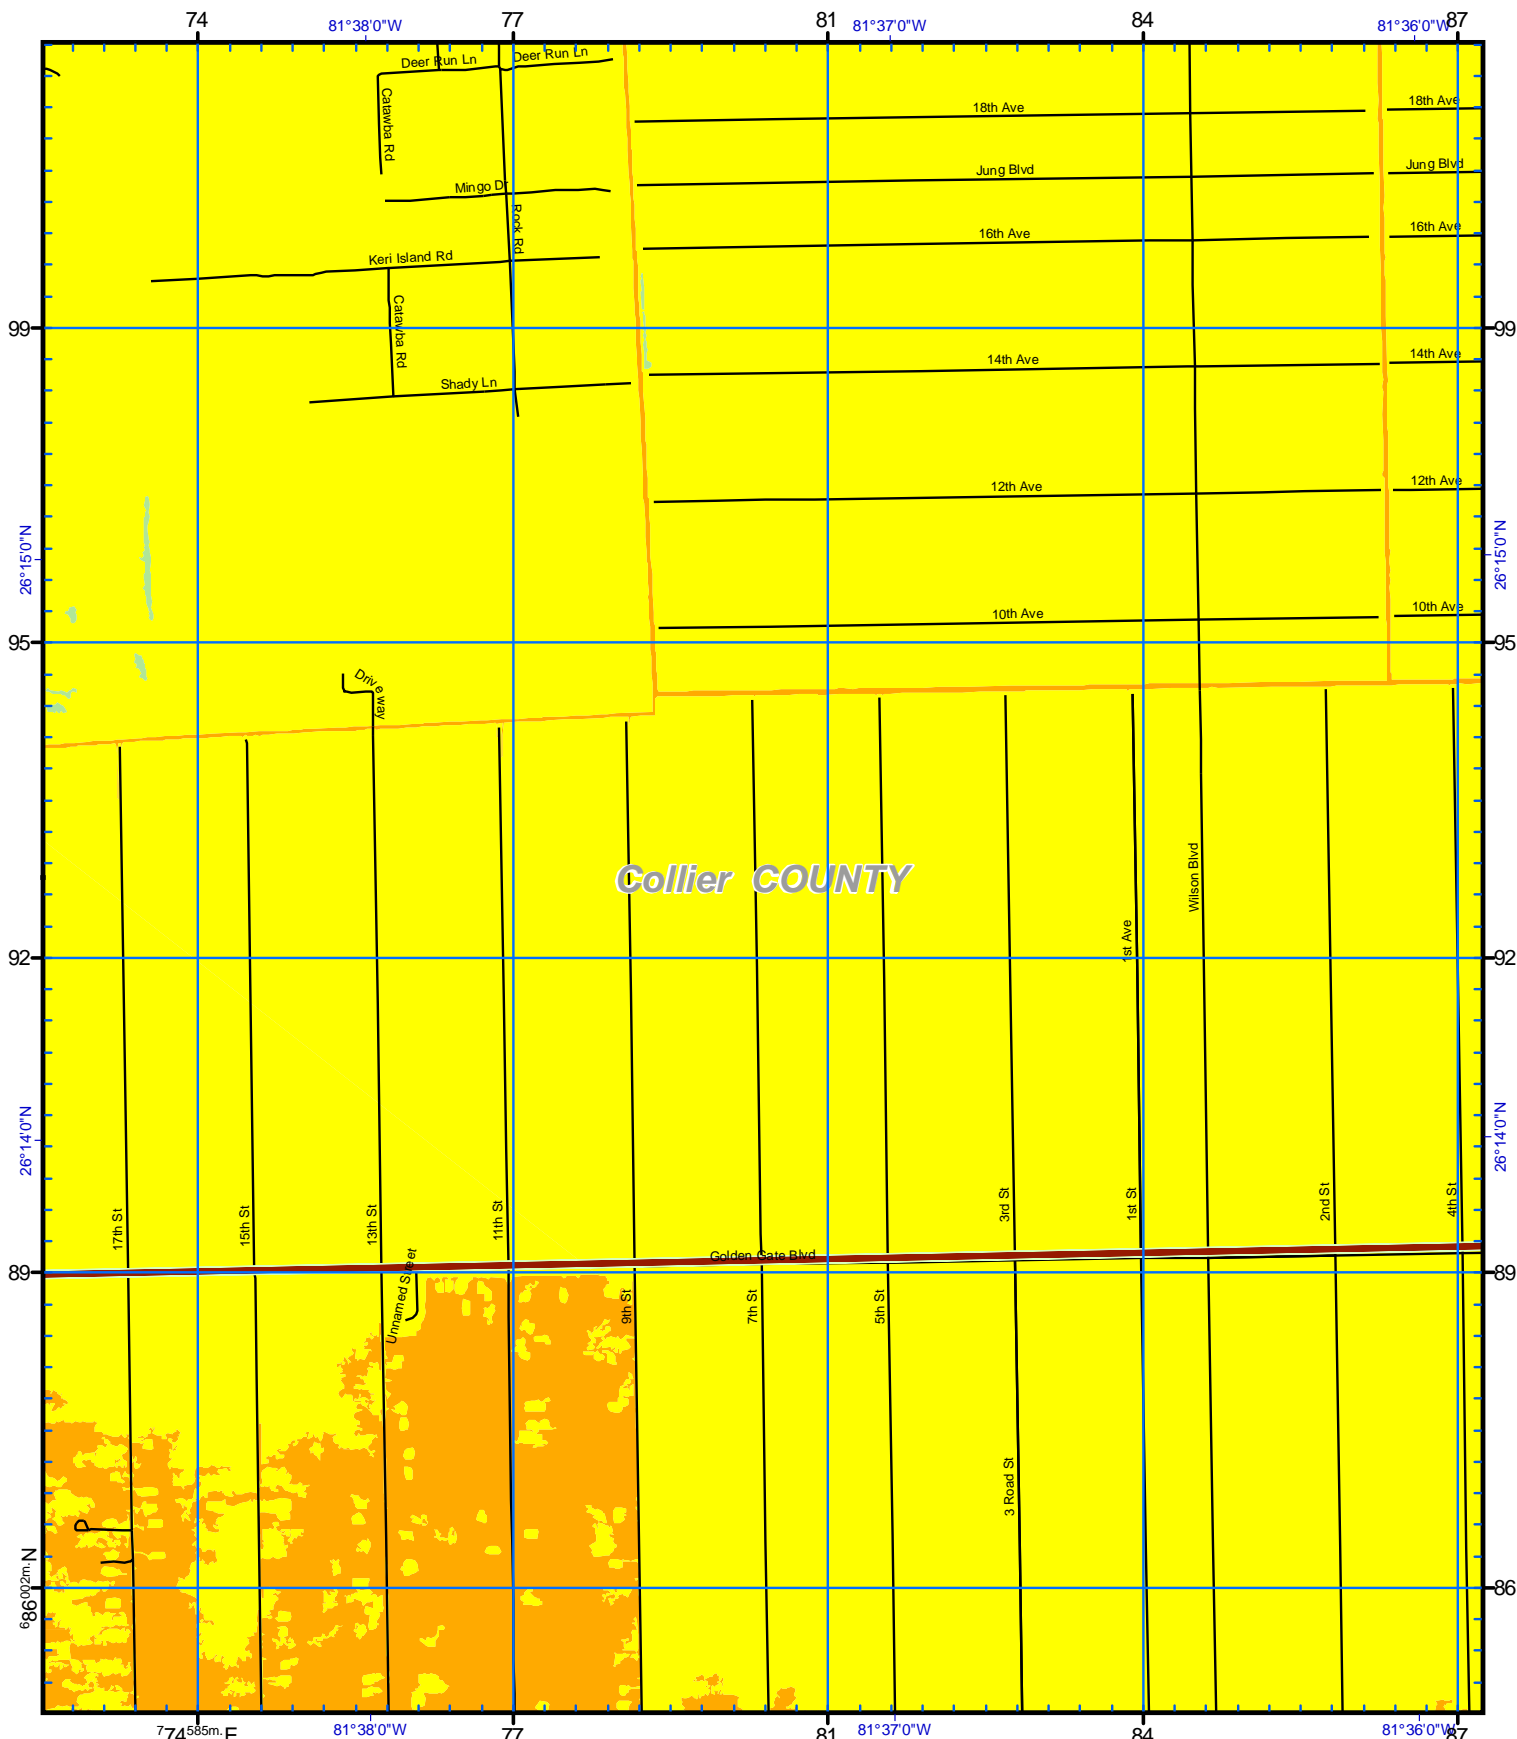 74 77 81 84 87
81°38'0"W 81°37'0"W 81°36'0"W
Deer Run Ln Deer Run Ln
Catawba Rd
18th Ave 18th Ave
Jung Blvd Jung Blvd
Mingo Dr
Rock Rd
16th Ave 16th Ave
Keri Island Rd
Catawba Rd
99 99
14th Ave 14th Ave
Shady Ln
12th Ave 12th Ave
26°15'0"N 26°15'0"N
10th Ave 10th Ave
95 95
Driveway
Collier COUNTY
Wilson Blvd
1st Ave
92 92
26°14'0"N 26°14'0"N
17th St 15th St 13th St 11th St 3rd St 1st St 2nd St 4th St
Golden Gate Blvd
89 89
Unnamed Street
9th St 7th St 5th St
3 Road St
686002m.N 86
774585m.E 77 81 84 87
81°38'0"W 81°37'0"W 81°36'0"W